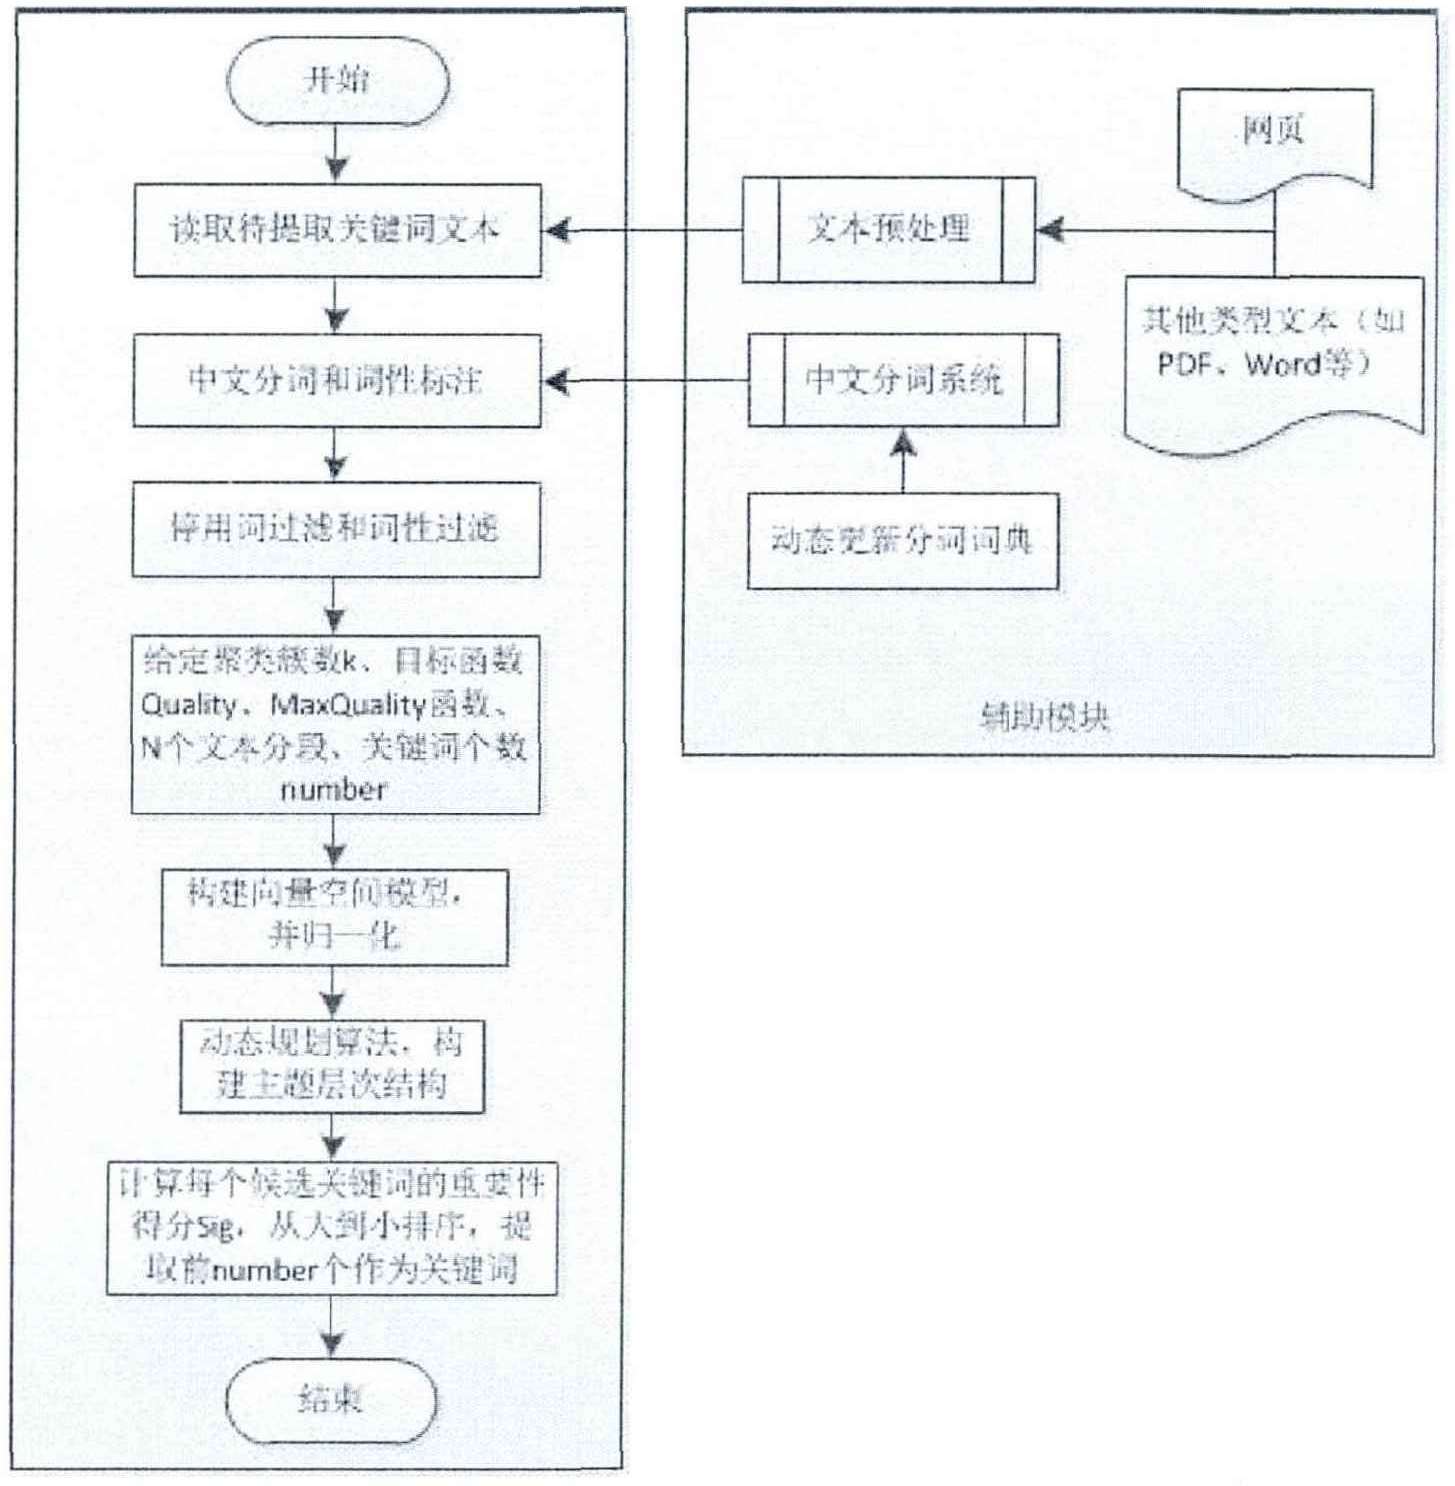 开始
读取待提取关键词文本
中文分词和词性标注
停用词过滤和词性过滤
给定聚类簇数k、目标函数
Quality、MaxQuality函数、
N个文本分段、关键词个数
number
构建向量空间模型，
并归一化
动态规划算法，构
建主题层次结构
计算每个候选关键词的重要性
得分Sig，从大到小排序，提
取前number个作为关键词
结束
网页
文本预处理
其他类型文本（如
PDF、Word等）
中文分词系统
动态更新分词词典
辅助模块